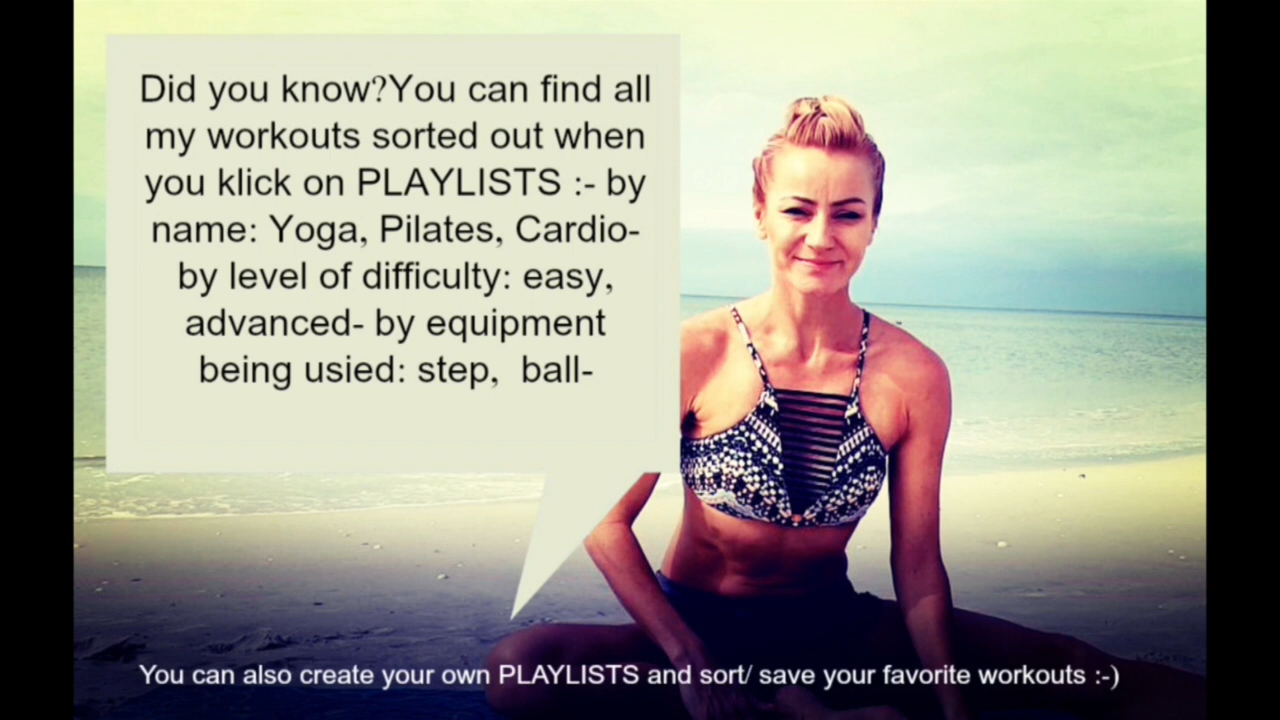 Did you know?You can find all
my workouts sorted out when
you klick on PLAYLISTS :- by
name: Yoga, Pilates, Cardio-
by level of difficulty: easy,
advanced- by equipment
being usied: step,  ball-
You can also create your own PLAYLISTS and sort/ save your favorite workouts :-)